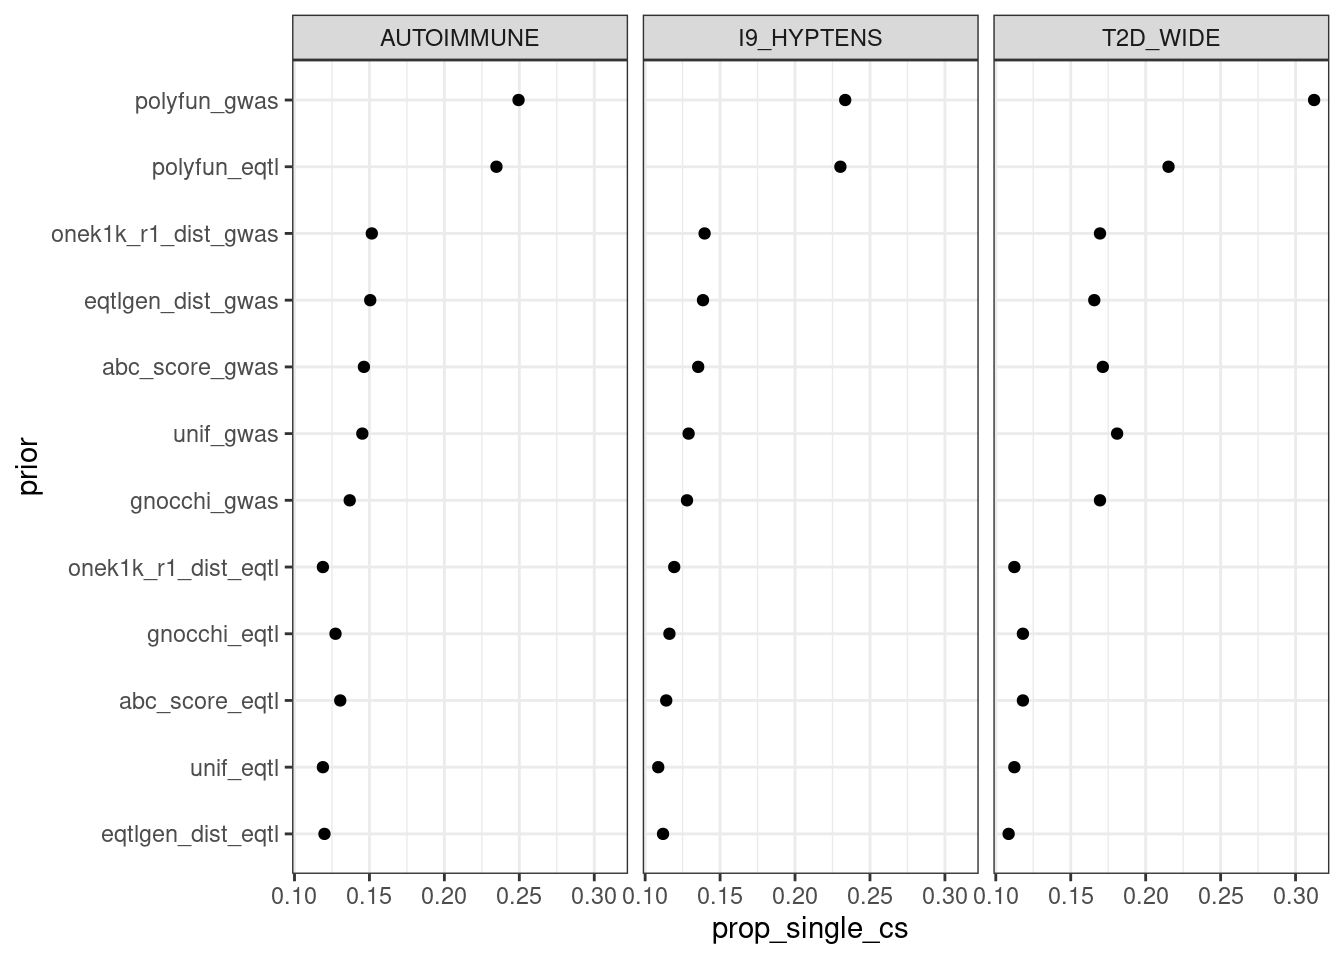 AUTOIMMUNE I9_HYPTENS T2D_WIDE
polyfun_gwas
polyfun_eqtl
onek1k_r1_dist_gwas
eqtlgen_dist_gwas
abc_score_gwas
unif_gwas
gnocchi_gwas
onek1k_r1_dist_eqtl
gnocchi_eqtl
abc_score_eqtl
unif_eqtl
eqtlgen_dist_eqtl
prior
0.10 0.15 0.20 0.25 0.30 0.10 0.15 0.20 0.25 0.30 0.10 0.15 0.20 0.25 0.30
prop_single_cs